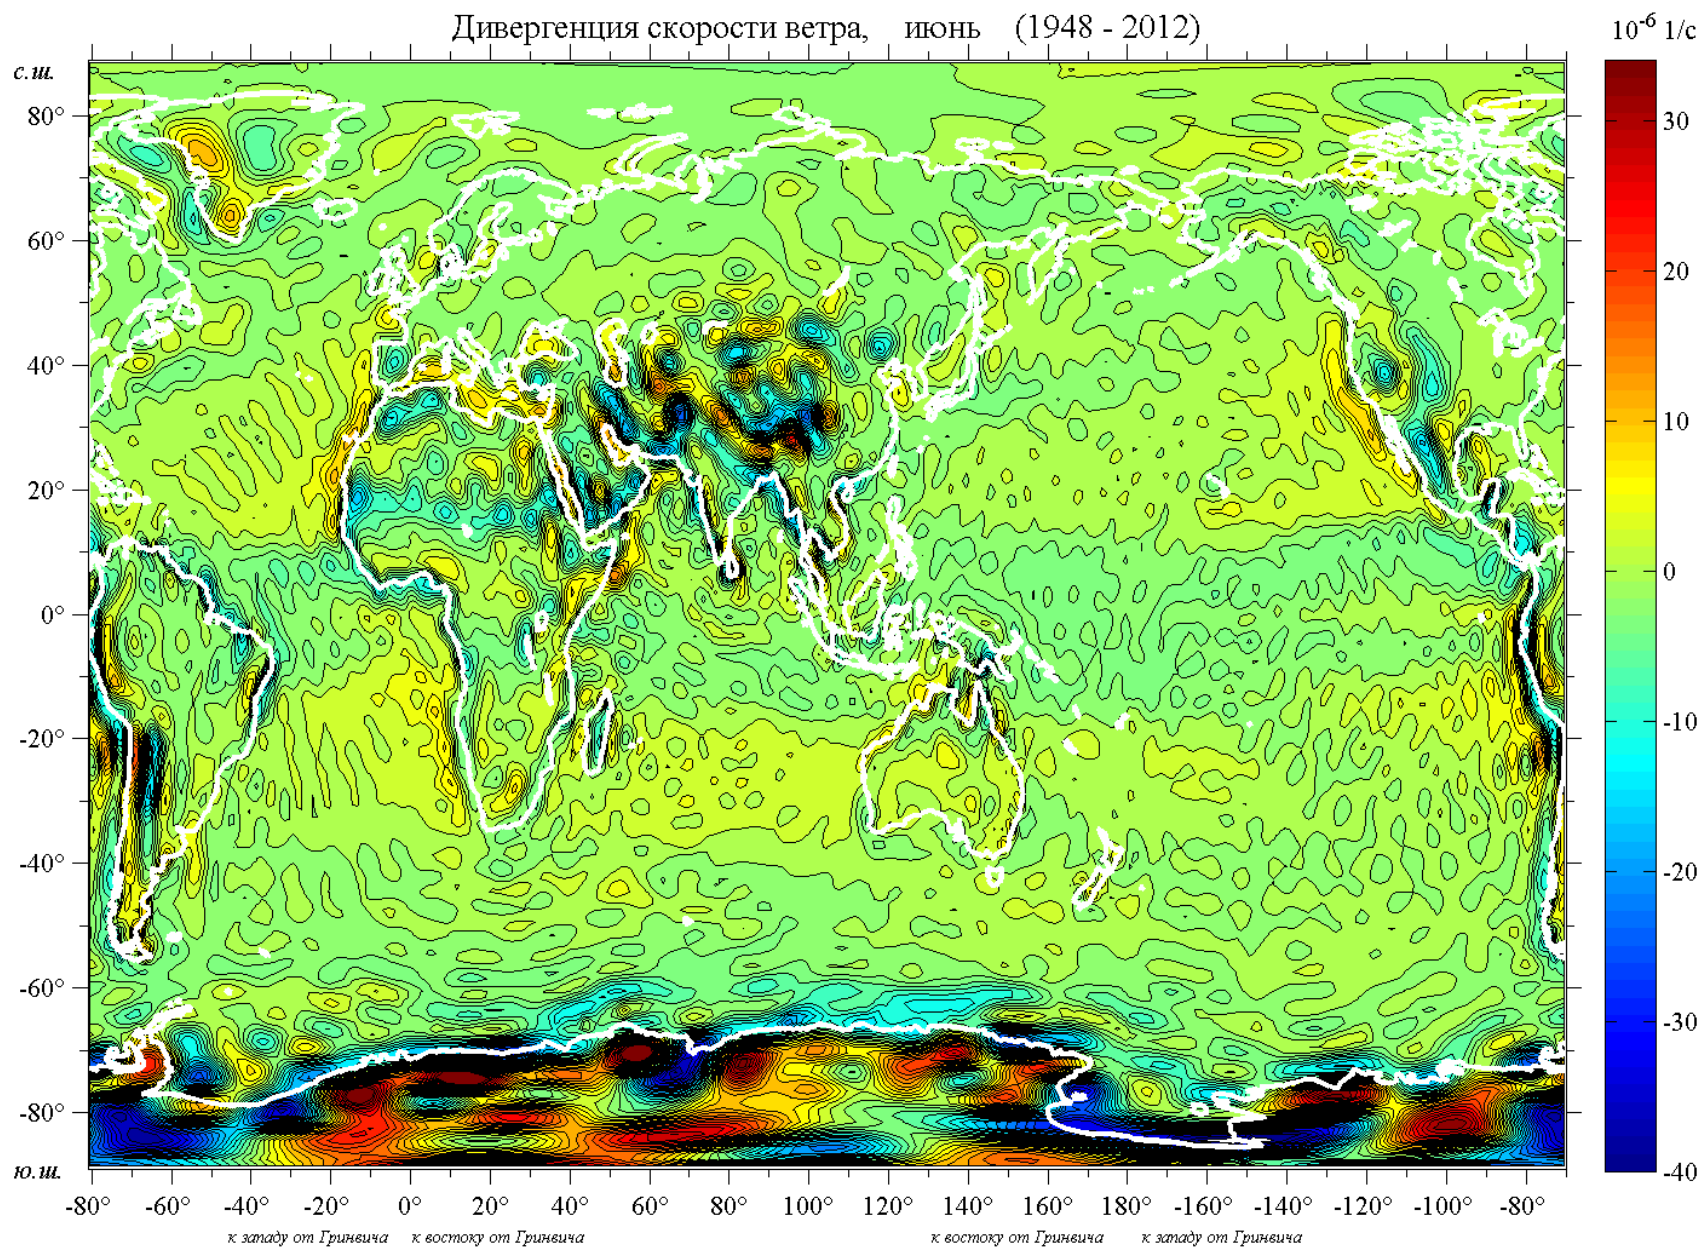 Дивергенция скорости ветра, июнь (1948 - 2012)
10⁻⁶ 1/с
с.ш.
80°
60°
40°
20°
0°
-20°
-40°
-60°
-80°
ю.ш.
30
20
10
0
-10
-20
-30
-40
-80° -60° -40° -20° 0° 20° 40° 60° 80° 100° 120° 140° 160° 180° -160° -140° -120° -100° -80°
к западу от Гринвича к востоку от Гринвича к востоку от Гринвича к западу от Гринвича